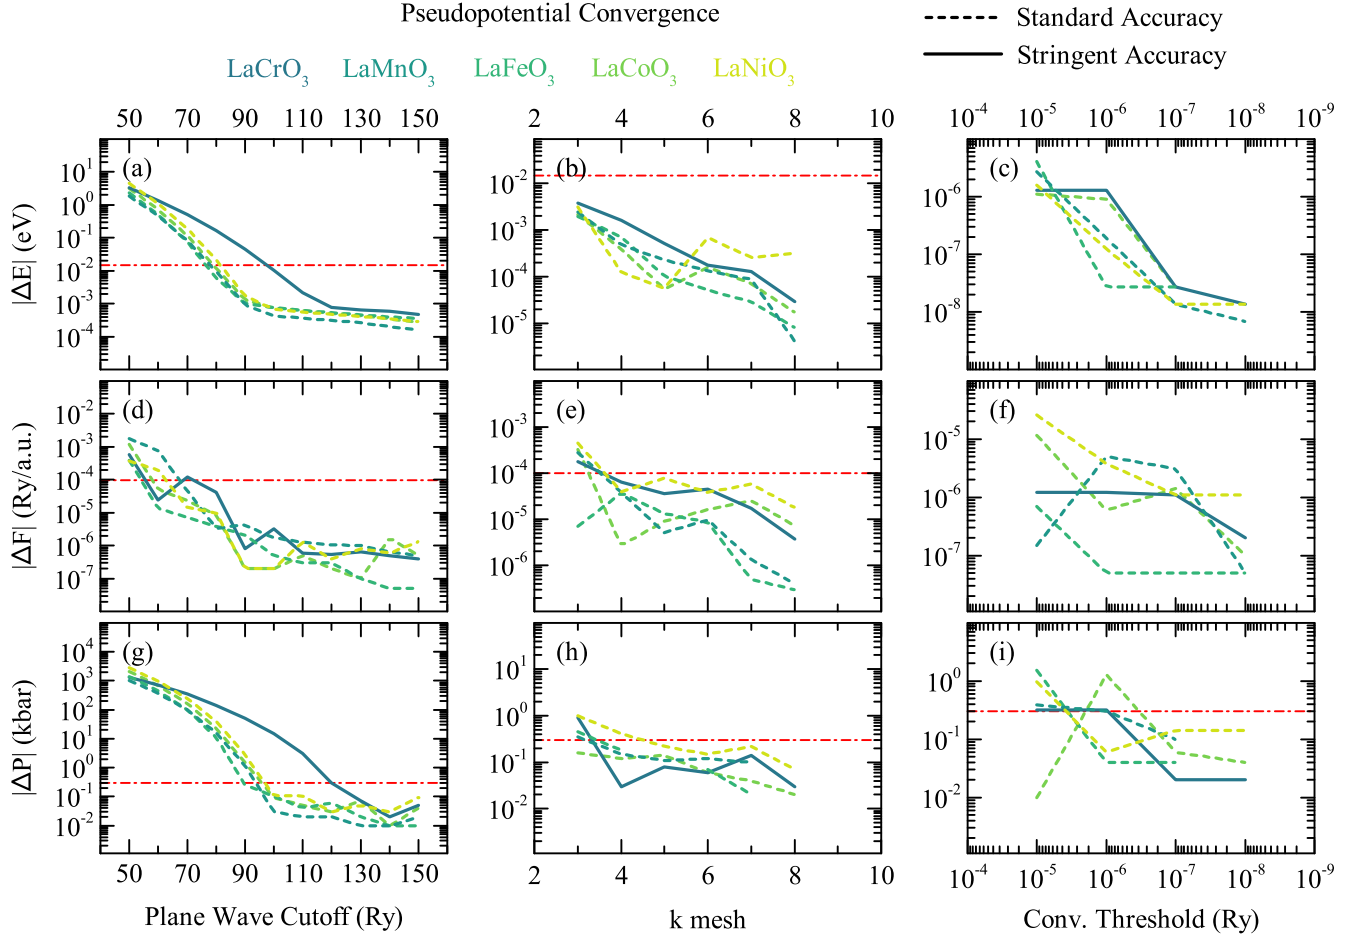 Pseudopotential Convergence
Standard Accuracy
Stringent Accuracy
LaCrO₃ LaMnO₃ LaFeO₃ LaCoO₃ LaNiO₃
50 70 90 110 130 150
2 4 6 8 10
10⁻⁴ 10⁻⁵ 10⁻⁶ 10⁻⁷ 10⁻⁸ 10⁻⁹
|ΔE| (eV)
10¹
10⁰
10⁻¹
10⁻²
10⁻³
10⁻⁴
(a)
10⁻²
10⁻³
10⁻⁴
10⁻⁵
(b)
10⁻⁶
10⁻⁷
10⁻⁸
(c)
|ΔF| (Ry/a.u.)
10⁻²
10⁻³
10⁻⁴
10⁻⁵
10⁻⁶
10⁻⁷
(d)
10⁻³
10⁻⁴
10⁻⁵
10⁻⁶
(e)
10⁻⁵
10⁻⁶
10⁻⁷
(f)
|ΔP| (kbar)
10⁴
10³
10²
10¹
10⁰
10⁻¹
10⁻²
(g)
10¹
10⁰
10⁻¹
10⁻²
(h)
10⁰
10⁻¹
10⁻²
(i)
50 70 90 110 130 150
2 4 6 8 10
10⁻⁴ 10⁻⁵ 10⁻⁶ 10⁻⁷ 10⁻⁸ 10⁻⁹
Plane Wave Cutoff (Ry)
k mesh
Conv. Threshold (Ry)